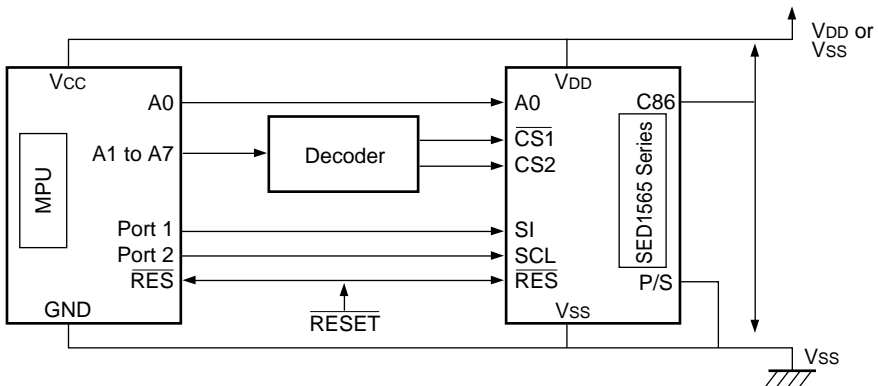 VDD or
VSS
VCC
A0
A1 to A7
MPU
Port 1
Port 2
RES
GND
Decoder
RESET
VDD
A0
C86
CS1
CS2
SED1565 Series
SI
SCL
RES
P/S
VSS
VSS